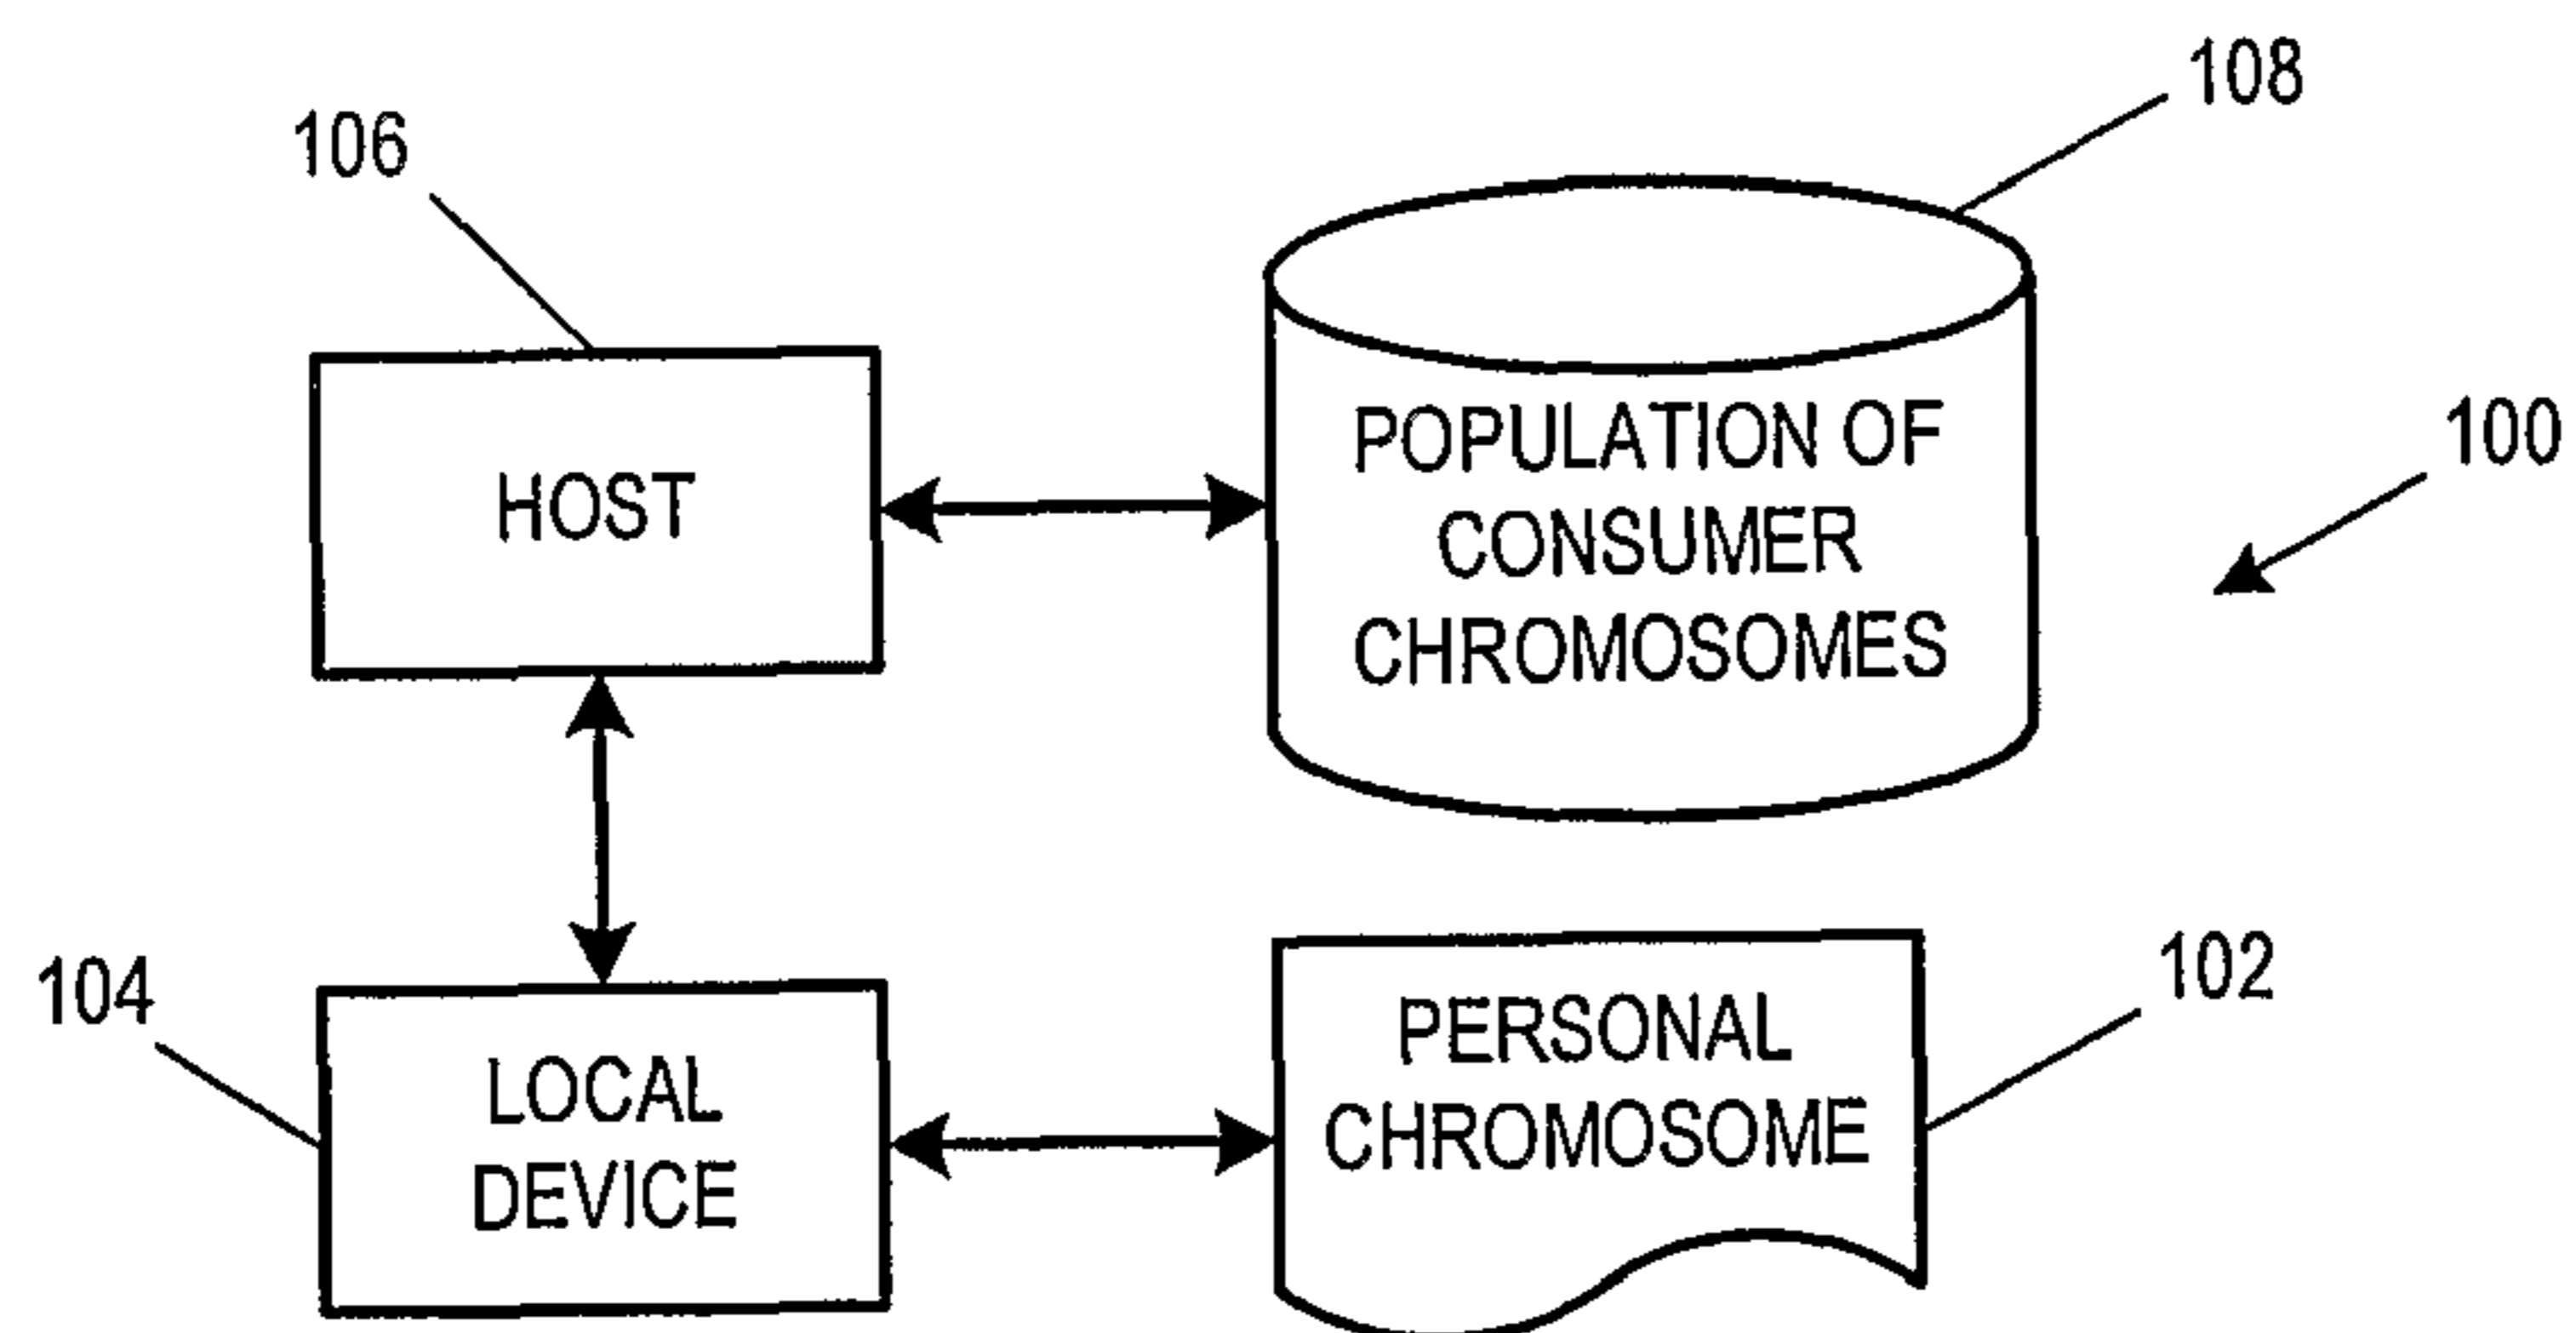 108
106
100
HOST
POPULATION OF
CONSUMER
CHROMOSOMES
104
102
LOCAL
DEVICE
PERSONAL
CHROMOSOME